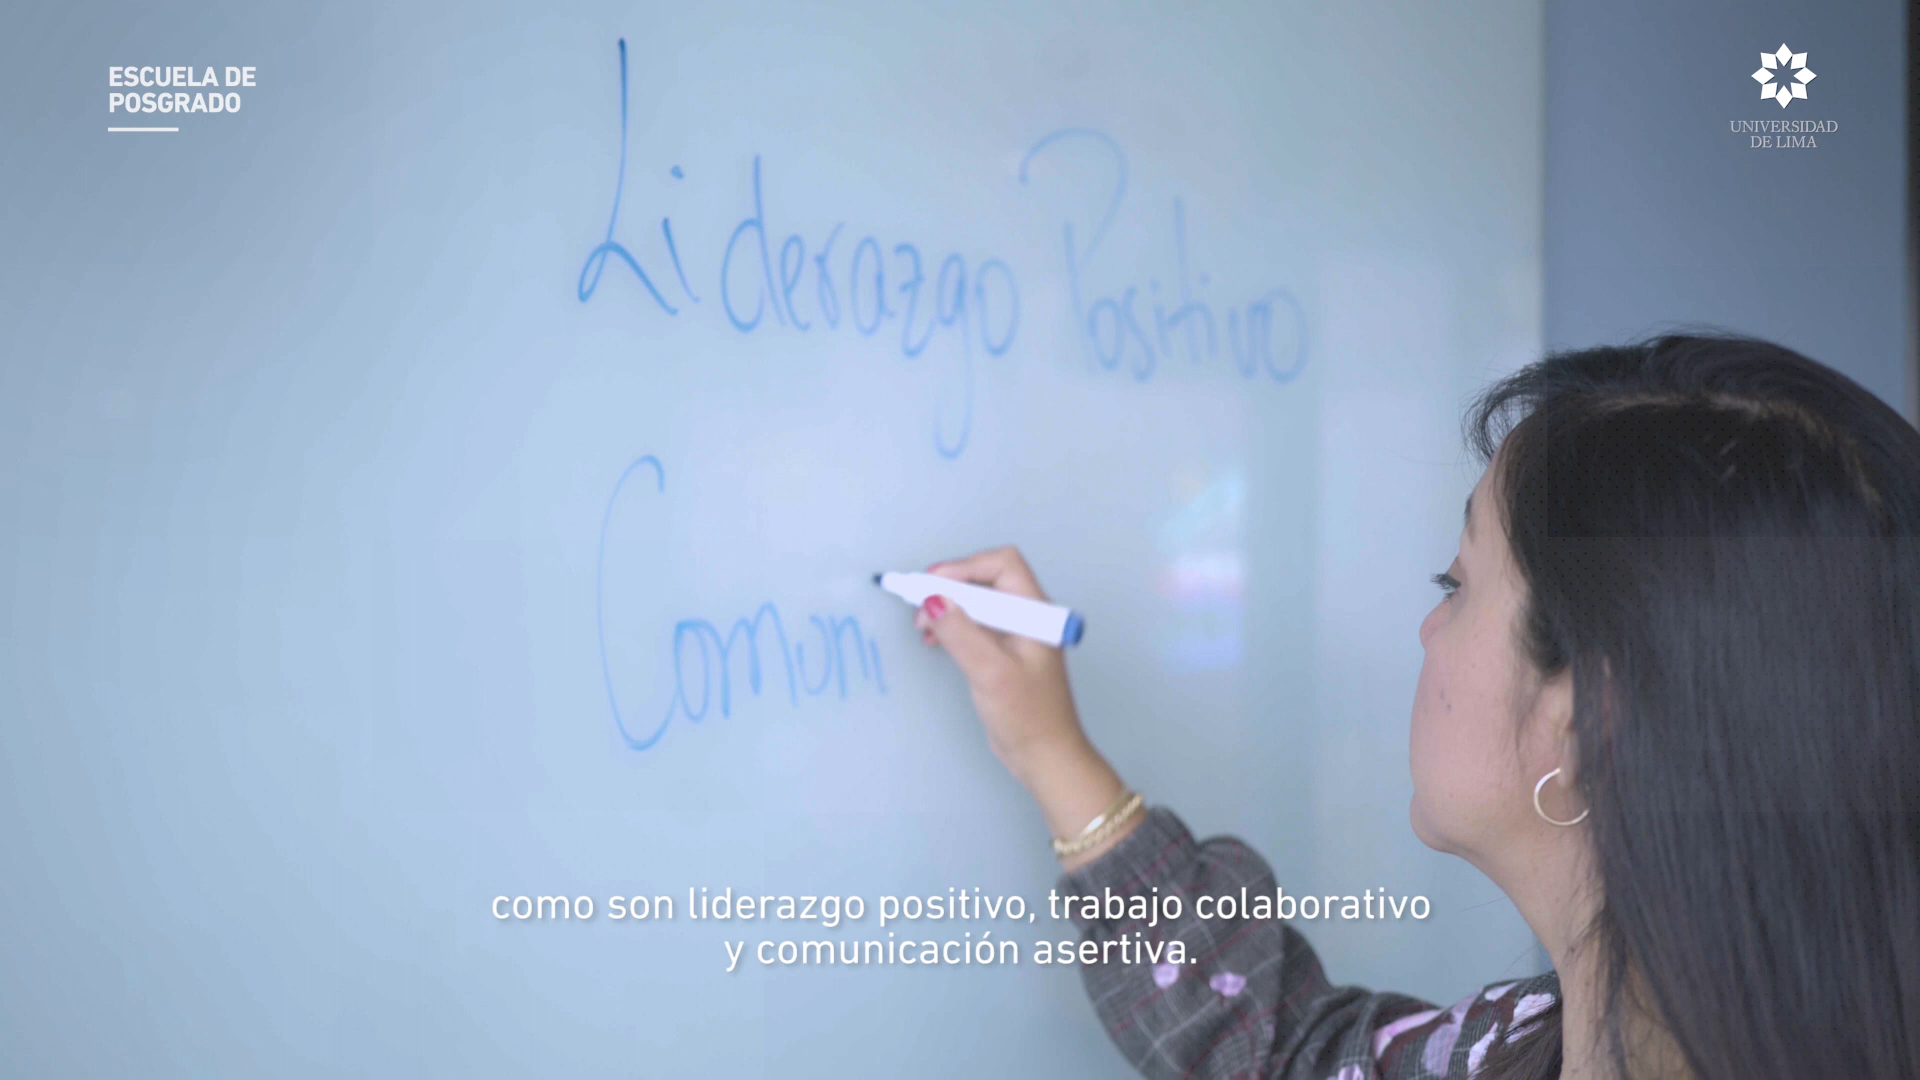 ESCUELA DE
POSGRADO
UNIVERSIDAD
DE LIMA
Liderazgo Positivo
Comuni
como son liderazgo positivo, trabajo colaborativo
y comunicación asertiva.